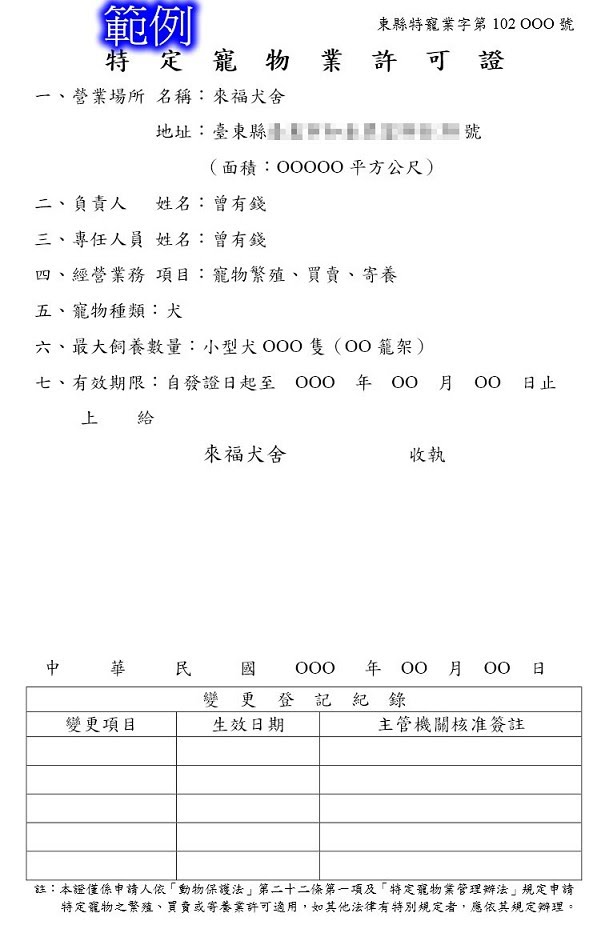 範例
東縣特寵業字第 102 OOO 號
特定寵物業許可證
一、營業場所 名稱：來福犬舍
地址：臺東縣 號
（面積：OOOOO 平方公尺）
二、負責人 姓名：曾有錢
三、專任人員 姓名：曾有錢
四、經營業務 項目：寵物繁殖、買賣、寄養
五、寵物種類：犬
六、最大飼養數量：小型犬 OOO 隻（OO 籠架）
七、有效期限：自發證日起至 OOO 年 OO 月 OO 日止
上 給
來福犬舍 收執
中 華 民 國 OOO 年 OO 月 OO 日
變 更 登 記 紀 錄
變更項目 生效日期 主管機關核准簽註
註：本證僅係申請人依「動物保護法」第二十二條第一項及「特定寵物業管理辦法」規定申請
特定寵物之繁殖、買賣或寄養業許可適用，如其他法律有特別規定者，應依其規定辦理。